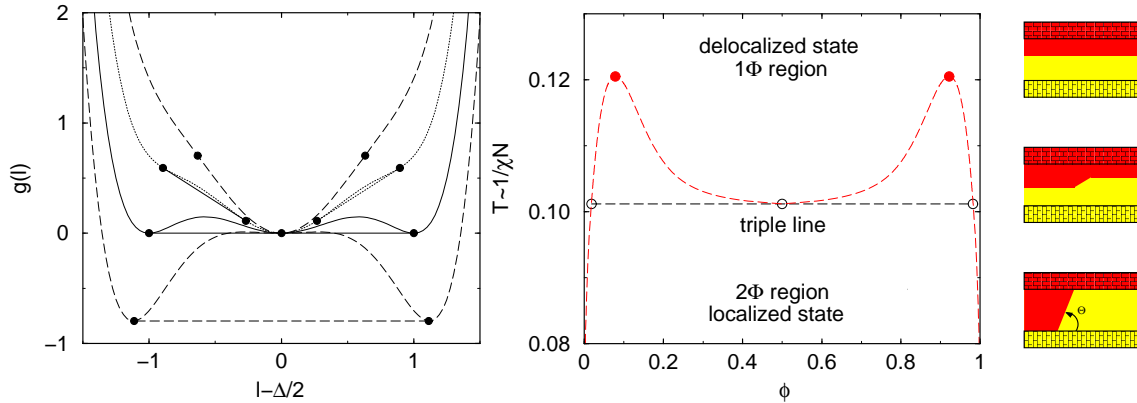 2
1
0
−1
g(l)
−1
0
1
l−Δ/2
0.12
0.10
0.08
T~1/χN
delocalized state
1Φ region
triple line
2Φ region
localized state
0
0.2
0.4
0.6
0.8
1
ϕ
Θ